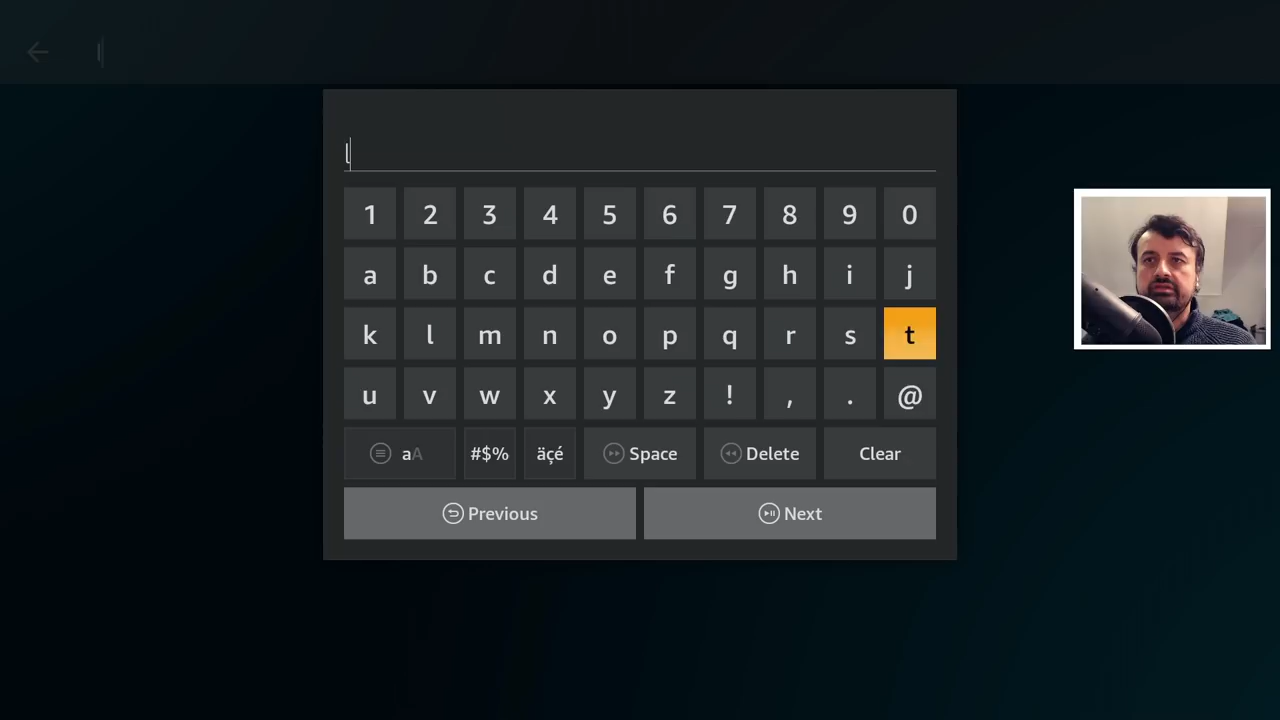 l
l
1 2 3 4 5 6 7 8 9 0
a b c d e f g h i j
k l m n o p q r s t
u v w x y z ! , . @
aA #$% äçé Space Delete Clear
Previous Next